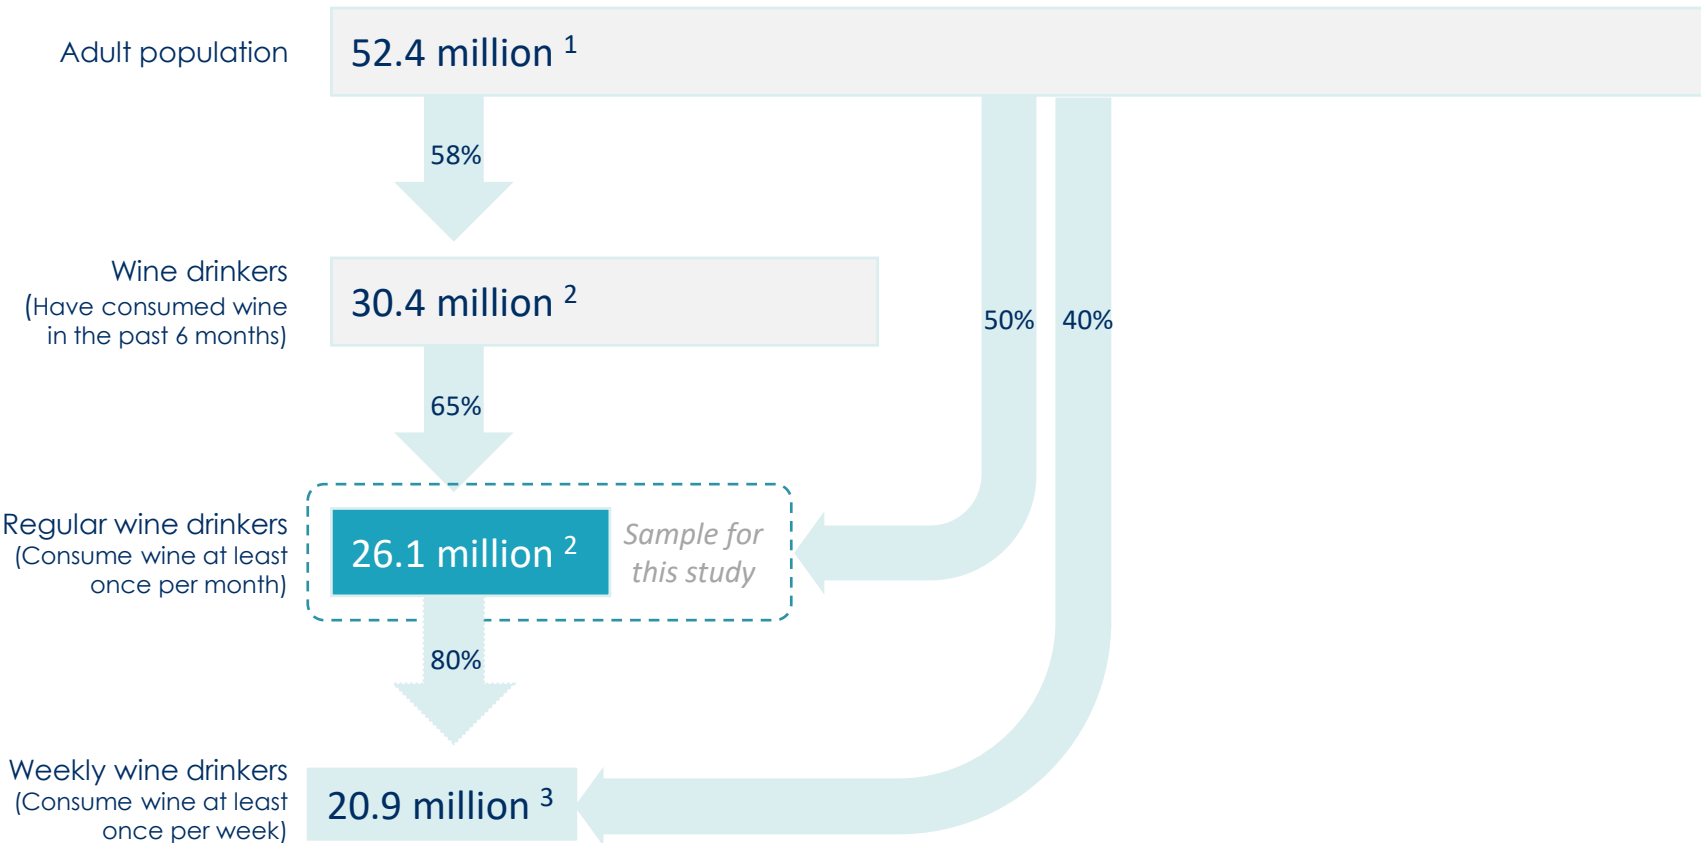 Adult population
52.4 million 1
58%
Wine drinkers
(Have consumed wine
in the past 6 months)
30.4 million 2
50%
40%
65%
Regular wine drinkers
(Consume wine at least
once per month)
26.1 million 2
Sample for
this study
80%
Weekly wine drinkers
(Consume wine at least
once per week)
20.9 million 3